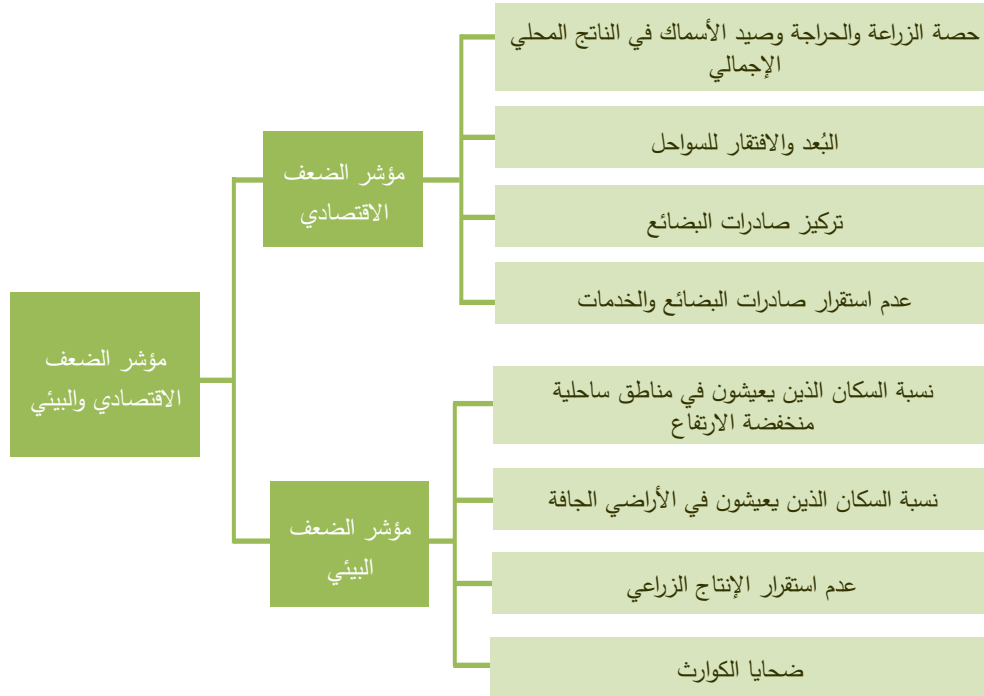 حصة الزراعة والحراجة وصيد الأسماك في الناتج المحلي
الإجمالي
البُعد والافتقار للسواحل
مؤشر الضعف
الاقتصادي
تركيز صادرات البضائع
عدم استقرار صادرات البضائع والخدمات
مؤشر الضعف
الاقتصادي والبيئي
نسبة السكان الذين يعيشون في مناطق ساحلية
منخفضة الارتفاع
نسبة السكان الذين يعيشون في الأراضي الجافة
مؤشر الضعف
البيئي
عدم استقرار الإنتاج الزراعي
ضحايا الكوارث